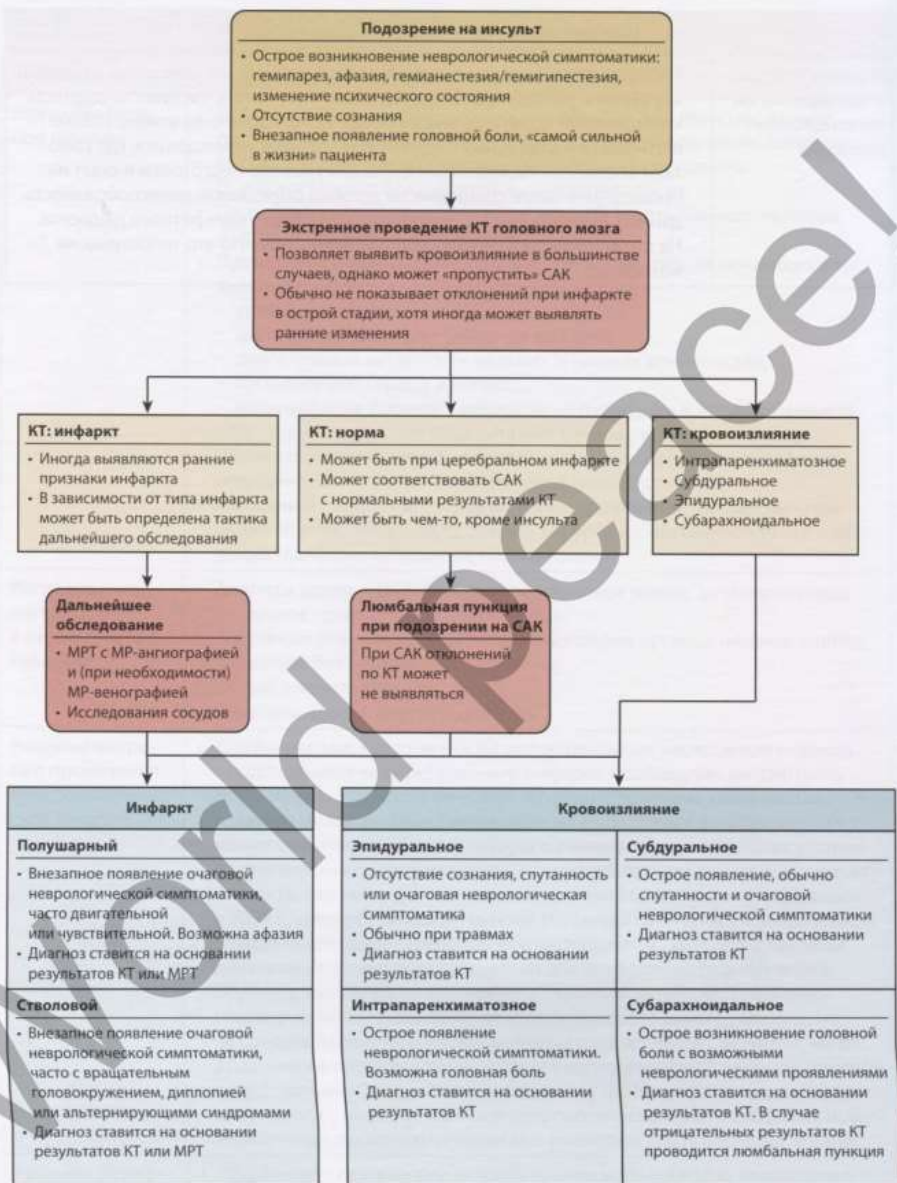 Подозрение на инсульт
• Острое возникновение неврологической симптоматики:
гемипарез, афазия, гемианестезия/гемигипестезия,
изменение психического состояния
• Отсутствие сознания
• Внезапное появление головной боли, «самой сильной
в жизни» пациента
Экстренное проведение КТ головного мозга
• Позволяет выявить кровоизлияние в большинстве
случаев, однако может «пропустить» САК
• Обычно не показывает отклонений при инфаркте
в острой стадии, хотя иногда может выявлять
ранние изменения
КТ: инфаркт
• Иногда выявляются ранние
признаки инфаркта
• В зависимости от типа инфаркта
может быть определена тактика
дальнейшего обследования
КТ: норма
• Может быть при церебральном инфаркте
• Может соответствовать САК
с нормальными результатами КТ
• Может быть чем-то, кроме инсульта
КТ: кровоизлияние
• Интрапаренхиматозное
• Субдуральное
• Эпидуральное
• Субарахноидальное
Дальнейшее
обследование
• МРТ с МР-ангиографией
и (при необходимости)
МР-венографией
• Исследования сосудов
Люмбальная пункция
при подозрении на САК
При САК отклонений
по КТ может
не выявляться
Инфаркт
Полушарный
• Внезапное появление очаговой
неврологической симптоматики,
часто двигательной
или чувствительной. Возможна афазия
• Диагноз ставится на основании
результатов КТ или МРТ
Стволовой
• Внезапное появление очаговой
неврологической симптоматики,
часто с вращательным
головокружением, диплопией
или альтернирующими синдромами
• Диагноз ставится на основании
результатов КТ или МРТ
Кровоизлияние
Эпидуральное
• Отсутствие сознания, спутанность
или очаговая неврологическая
симптоматика
• Обычно при травмах
• Диагноз ставится на основании
результатов КТ
Субдуральное
• Острое появление, обычно
спутанности и очаговой
неврологической симптоматики
• Диагноз ставится на основании
результатов КТ
Интрапаренхиматозное
• Острое появление
неврологической симптоматики.
Возможна головная боль
• Диагноз ставится на основании
результатов КТ
Субарахноидальное
• Острое возникновение головной
боли с возможными
неврологическими проявлениями
• Диагноз ставится на основании
результатов КТ. В случае
отрицательных результатов КТ
проводится люмбальная пункция
World peace!